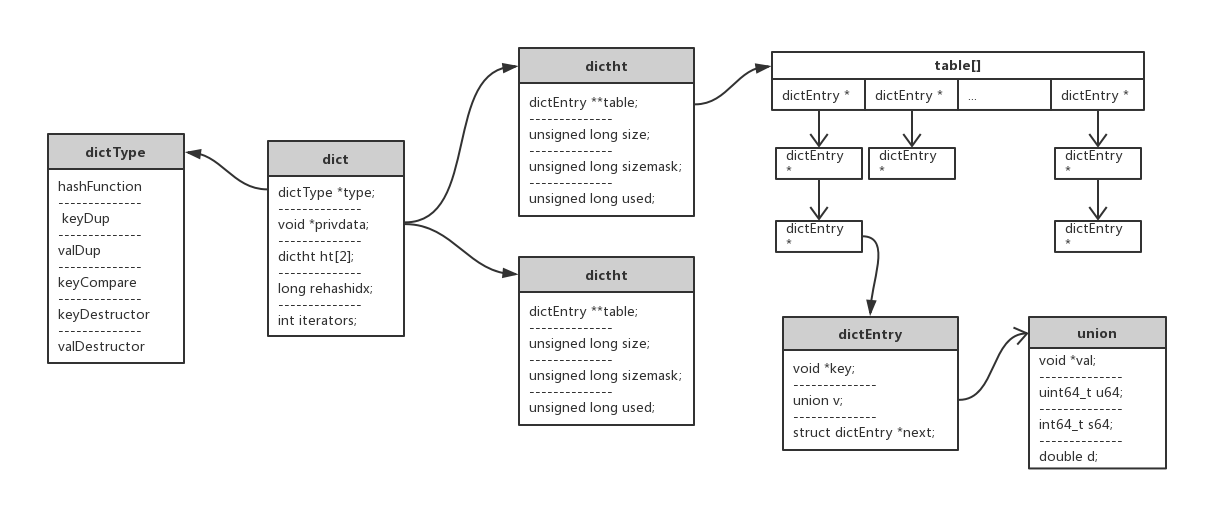 dictType
hashFunction
--------------
keyDup
--------------
valDup
--------------
keyCompare
--------------
keyDestructor
--------------
valDestructor
dict
dictType *type;
--------------
void *privdata;
--------------
dictht ht[2];
--------------
long rehashidx;
--------------
int iterators;
dictht
dictEntry **table;
--------------
unsigned long size;
--------------
unsigned long sizemask;
--------------
unsigned long used;
dictht
dictEntry **table;
--------------
unsigned long size;
--------------
unsigned long sizemask;
--------------
unsigned long used;
table[]
dictEntry * dictEntry * ... dictEntry *
dictEntry
*
dictEntry
*
dictEntry
*
dictEntry
*
dictEntry
*
dictEntry
void *key;
--------------
union v;
--------------
struct dictEntry *next;
union
void *val;
--------------
uint64_t u64;
--------------
int64_t s64;
--------------
double d;